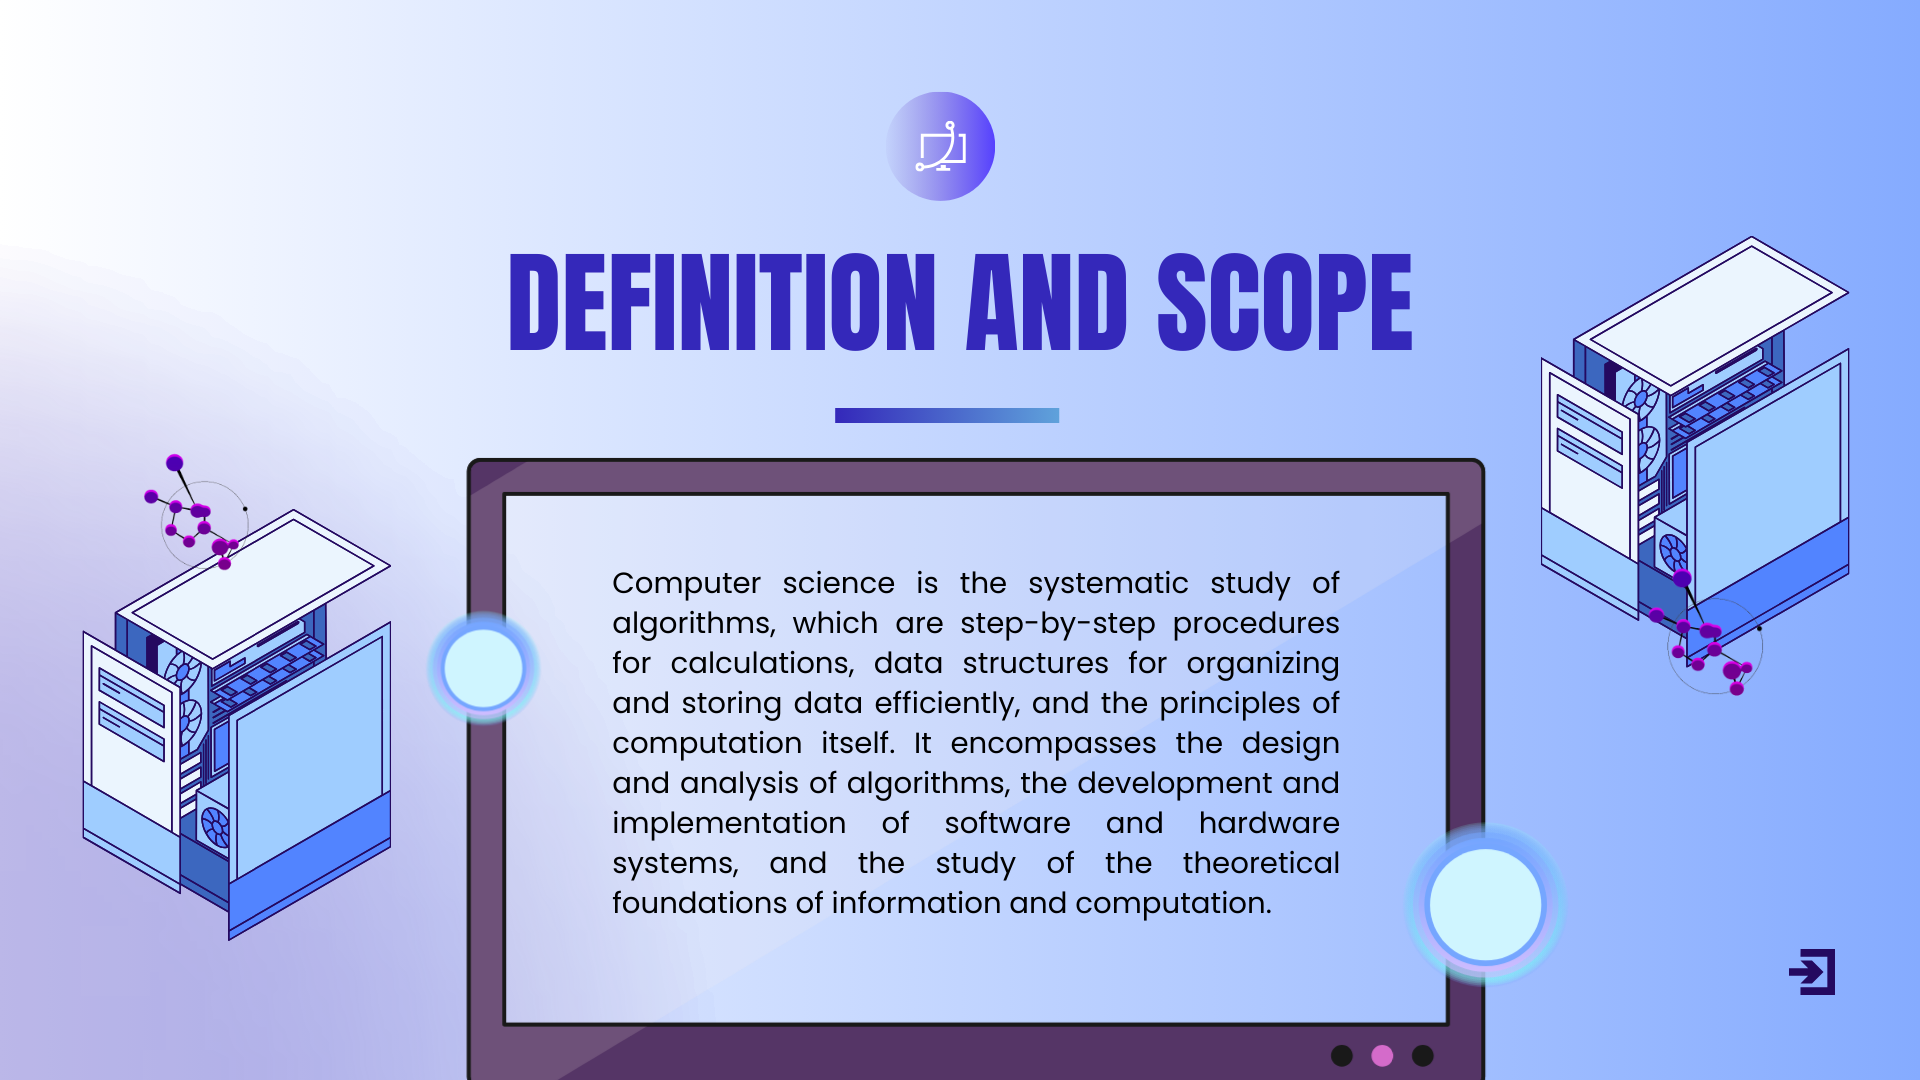 DEFINITION AND SCOPE
Computer science is the systematic study of
algorithms, which are step-by-step procedures
for calculations, data structures for organizing
and storing data efficiently, and the principles of
computation itself. It encompasses the design
and analysis of algorithms, the development and
implementation of software and hardware
systems, and the study of the theoretical
foundations of information and computation.